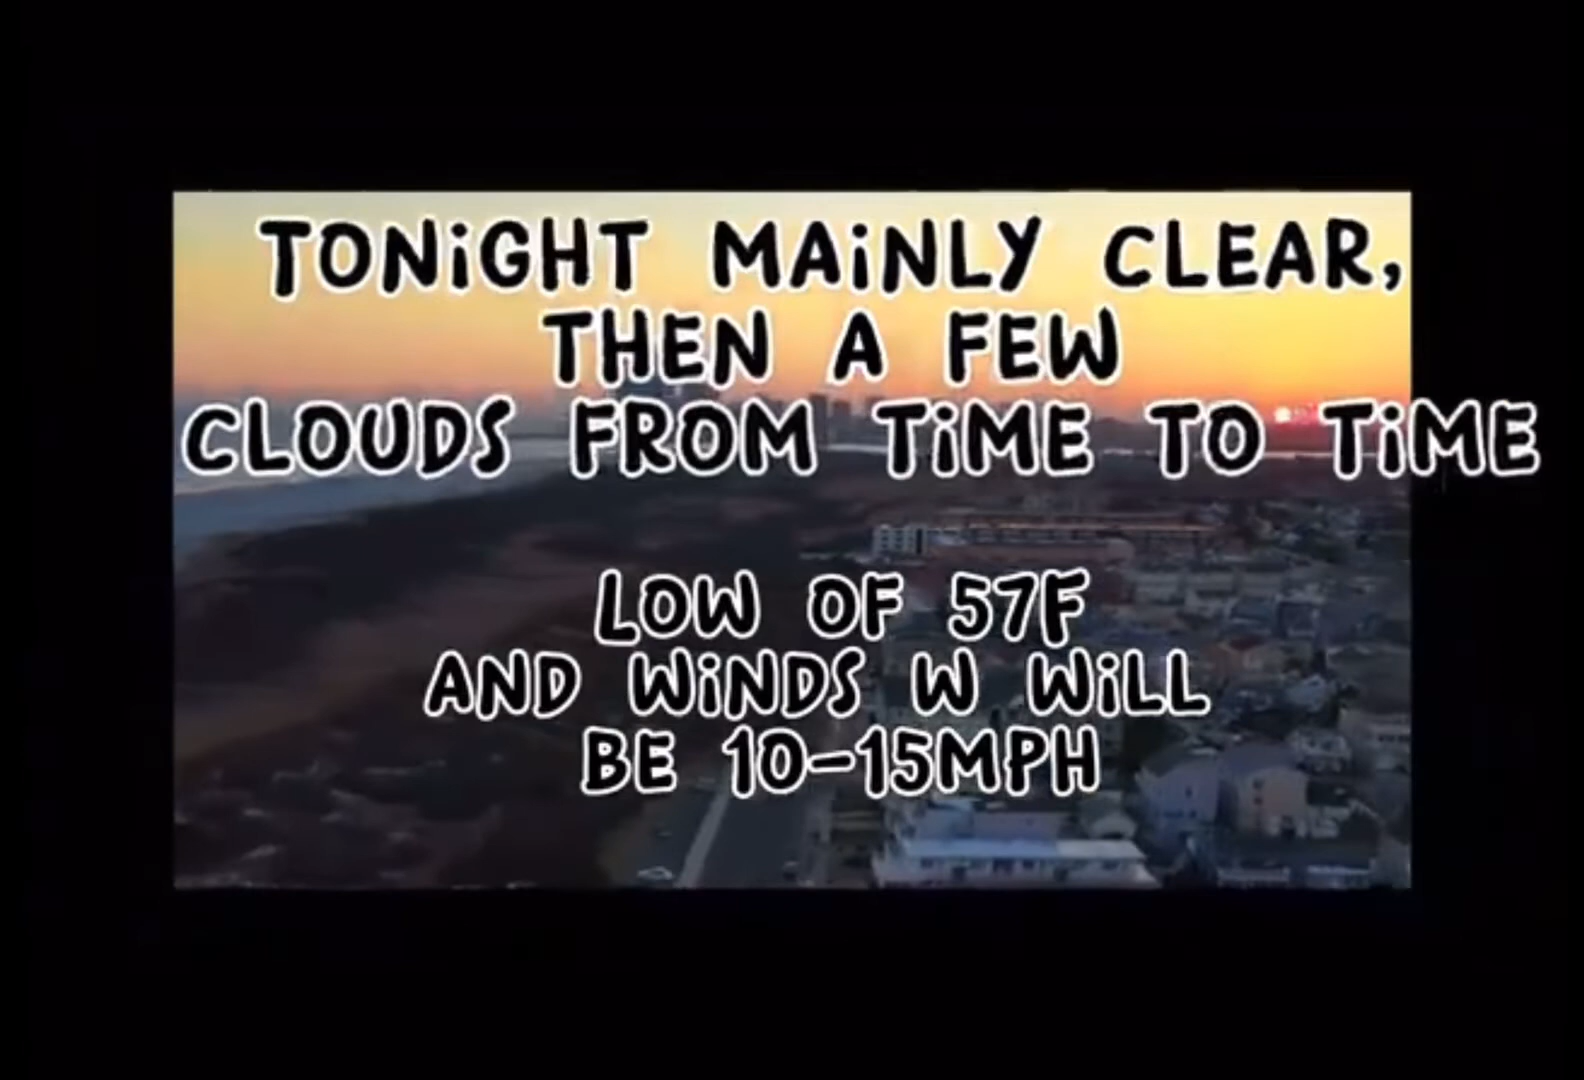 TONiGHT MAiNLY CLEAR,
THEN A FEW
CLOUDS FROM TiME TO TiME
LOW OF 57F
AND WiNDS W WiLL
BE 10-15MPH